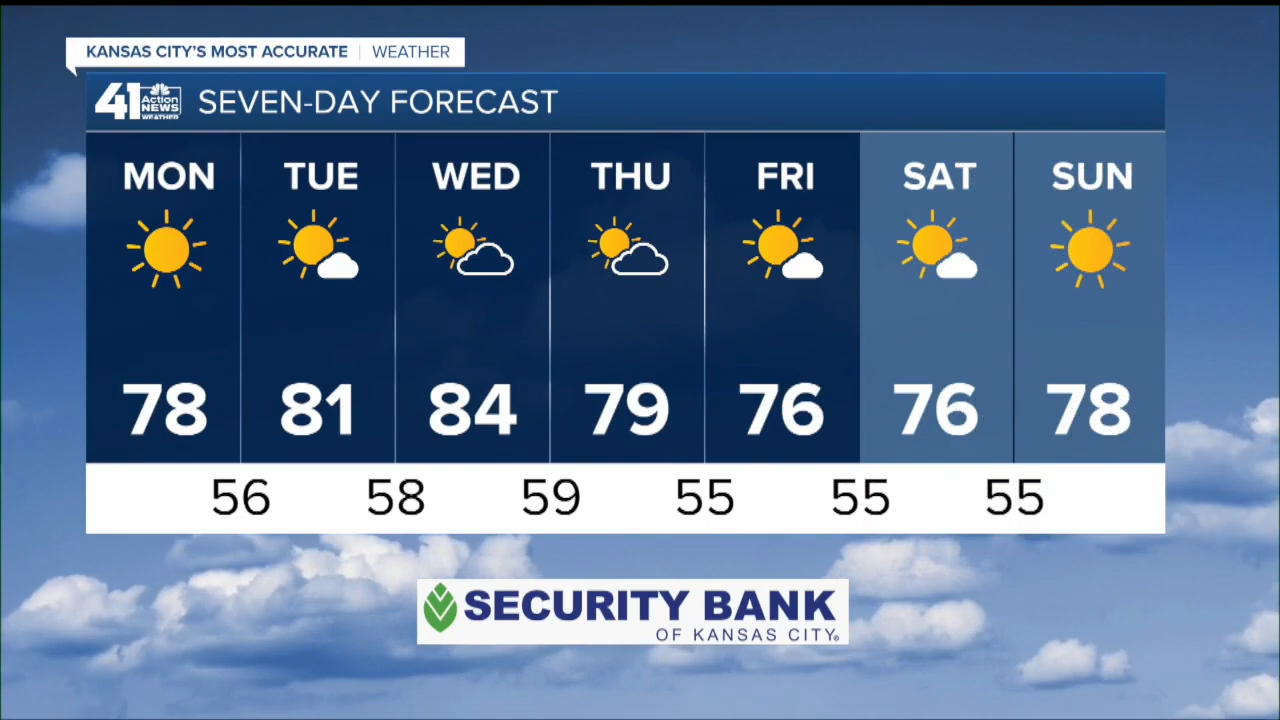 KANSAS CITY'S MOST ACCURATE | WEATHER
41 Action NEWS WEATHER
SEVEN-DAY FORECAST
MON TUE WED THU FRI SAT SUN
78 81 84 79 76 76 78
56 58 59 55 55 55
SECURITY BANK
OF KANSAS CITY®